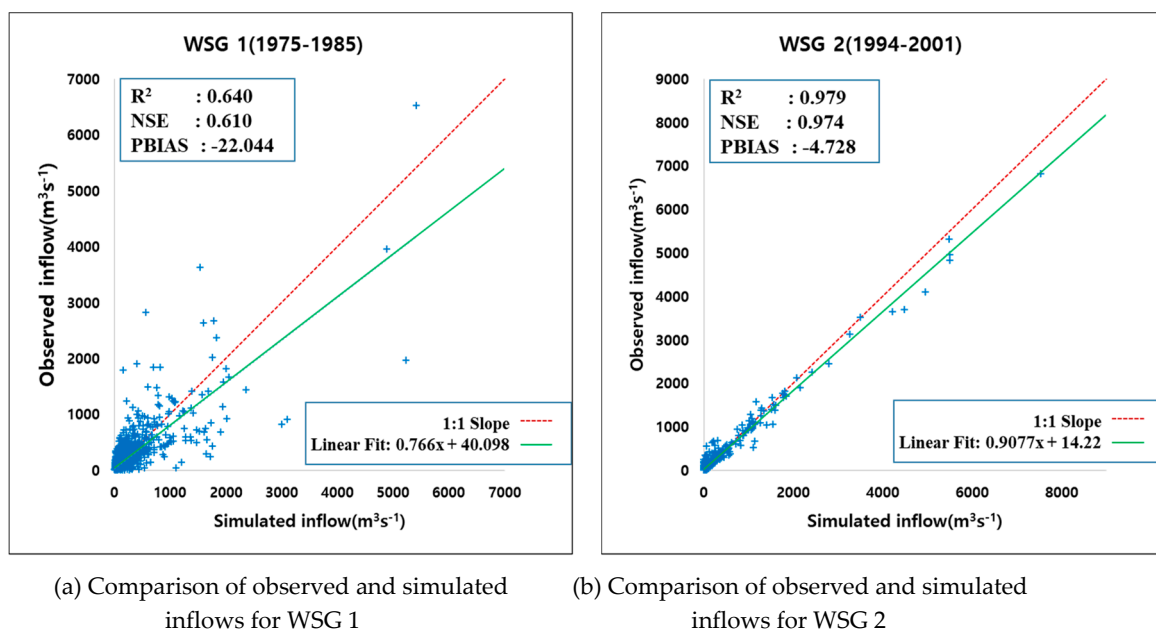 WSG 1(1975-1985)
R² : 0.640
NSE : 0.610
PBIAS : -22.044
7000
6000
5000
4000
3000
2000
1000
0
Observed inflow(m³s⁻¹)
1:1 Slope
Linear Fit: 0.766x + 40.098
0 1000 2000 3000 4000 5000 6000 7000
Simulated inflow(m³s⁻¹)
(a) Comparison of observed and simulated
inflows for WSG 1
WSG 2(1994-2001)
R² : 0.979
NSE : 0.974
PBIAS : -4.728
9000
8000
7000
6000
5000
4000
3000
2000
1000
0
Observed inflow(m³s⁻¹)
1:1 Slope
Linear Fit: 0.9077x + 14.22
0 2000 4000 6000 8000
Simulated inflow(m³s⁻¹)
(b) Comparison of observed and simulated
inflows for WSG 2